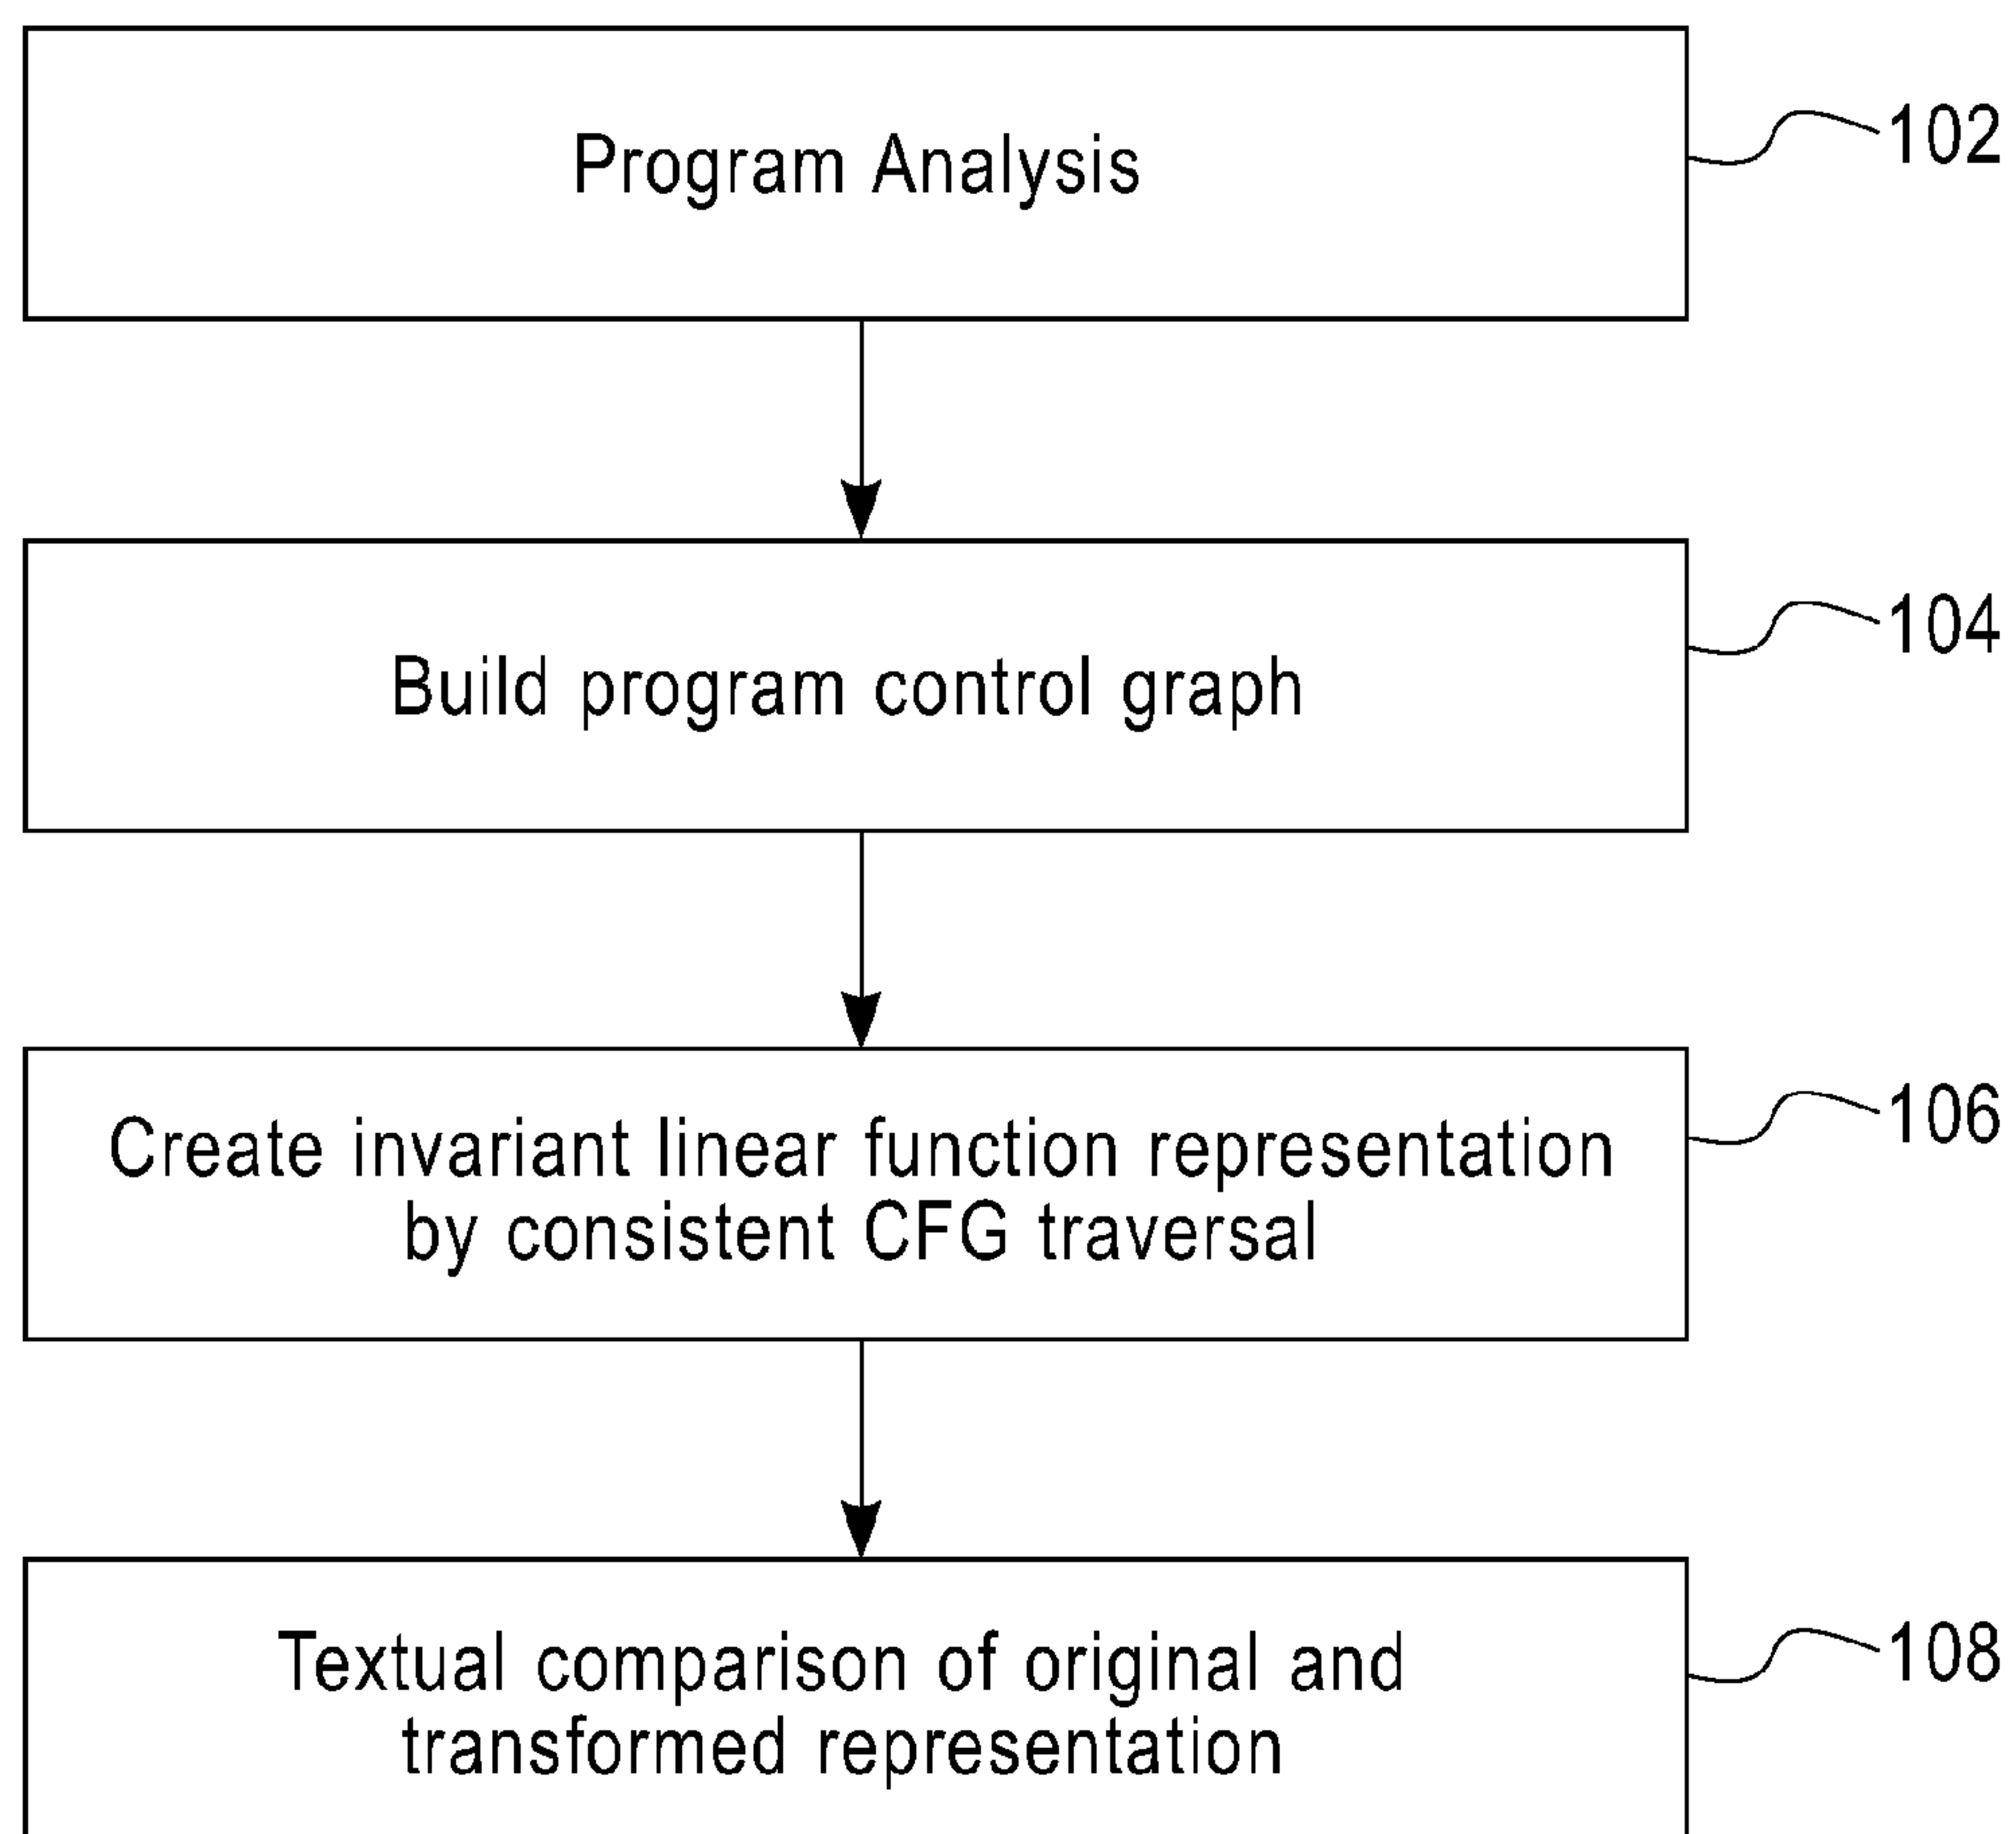 Program Analysis
102
Build program control graph
104
Create invariant linear function representation
by consistent CFG traversal
106
Textual comparison of original and
transformed representation
108